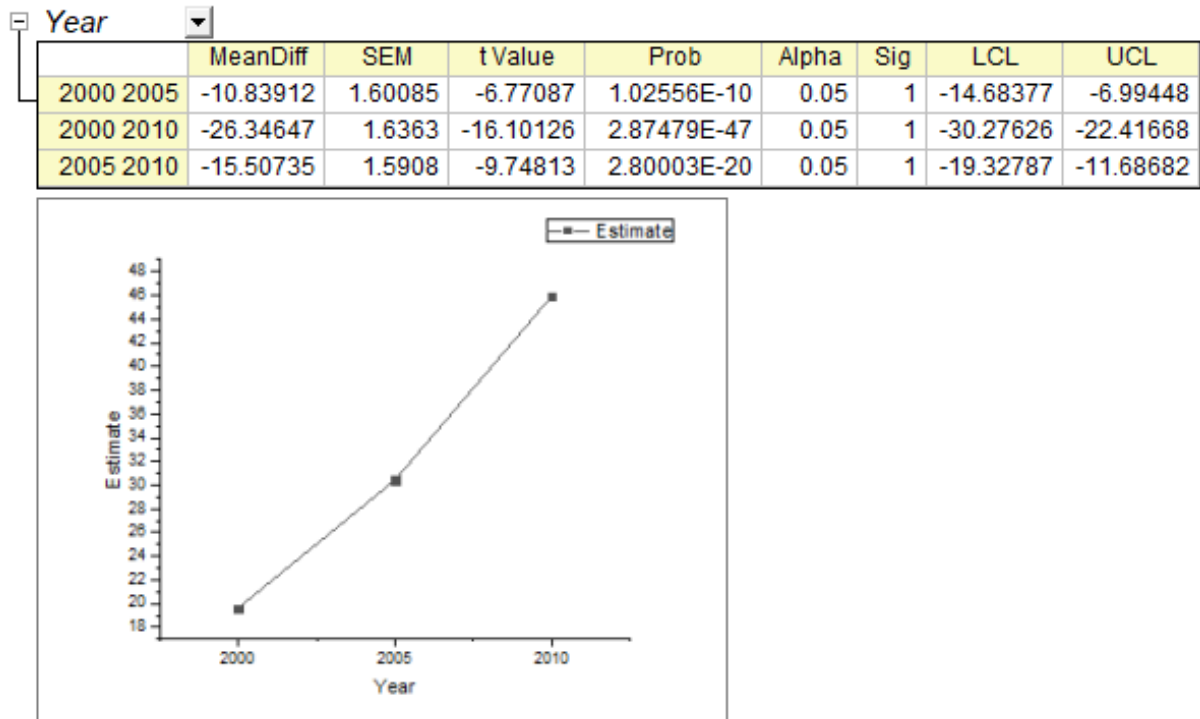 Year
MeanDiff SEM t Value Prob Alpha Sig LCL UCL
2000 2005 -10.83912 1.60085 -6.77087 1.02556E-10 0.05 1 -14.68377 -6.99448
2000 2010 -26.34647 1.6363 -16.10126 2.87479E-47 0.05 1 -30.27626 -22.41668
2005 2010 -15.50735 1.5908 -9.74813 2.80003E-20 0.05 1 -19.32787 -11.68682
Estimate
48
46
44
42
40
38
36
34
32
30
28
26
24
22
20
18
Estimate
2000 2005 2010
Year